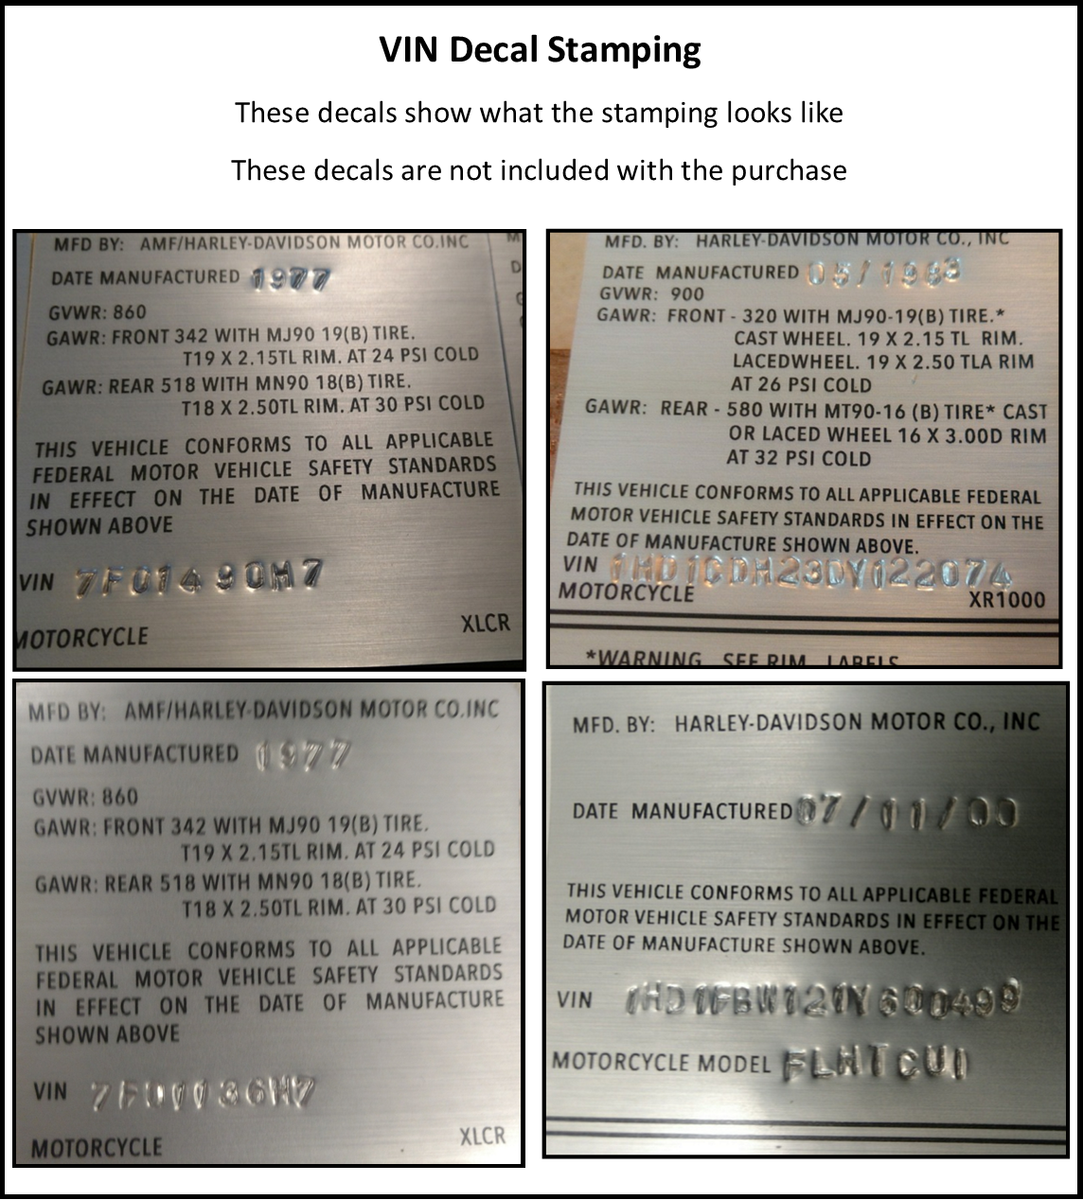 VIN Decal Stamping
These decals show what the stamping looks like
These decals are not included with the purchase
MFD BY: AMF/HARLEY-DAVIDSON MOTOR CO.INC
DATE MANUFACTURED 1977
GVWR: 860
GAWR: FRONT 342 WITH MJ90 19(B) TIRE.
T19 X 2.15TL RIM. AT 24 PSI COLD
GAWR: REAR 518 WITH MN90 18(B) TIRE.
T18 X 2.50TL RIM. AT 30 PSI COLD
THIS VEHICLE CONFORMS TO ALL APPLICABLE
FEDERAL MOTOR VEHICLE SAFETY STANDARDS
IN EFFECT ON THE DATE OF MANUFACTURE
SHOWN ABOVE
VIN 7F01490H7
MOTORCYCLE XLCR
MFD. BY: HARLEY-DAVIDSON MOTOR CO., INC
DATE MANUFACTURED 05/1983
GVWR: 900
GAWR: FRONT - 320 WITH MJ90-19(B) TIRE.*
CAST WHEEL. 19 X 2.15 TL RIM.
LACEDWHEEL. 19 X 2.50 TLA RIM
AT 26 PSI COLD
GAWR: REAR - 580 WITH MT90-16 (B) TIRE* CAST
OR LACED WHEEL 16 X 3.00D RIM
AT 32 PSI COLD
THIS VEHICLE CONFORMS TO ALL APPLICABLE FEDERAL
MOTOR VEHICLE SAFETY STANDARDS IN EFFECT ON THE
DATE OF MANUFACTURE SHOWN ABOVE.
VIN 1HD1CDH23DY122074
MOTORCYCLE XR1000
*WARNING SEE RIM LABELS
MFD BY: AMF/HARLEY-DAVIDSON MOTOR CO.INC
DATE MANUFACTURED 1977
GVWR: 860
GAWR: FRONT 342 WITH MJ90 19(B) TIRE.
T19 X 2.15TL RIM. AT 24 PSI COLD
GAWR: REAR 518 WITH MN90 18(B) TIRE.
T18 X 2.50TL RIM. AT 30 PSI COLD
THIS VEHICLE CONFORMS TO ALL APPLICABLE
FEDERAL MOTOR VEHICLE SAFETY STANDARDS
IN EFFECT ON THE DATE OF MANUFACTURE
SHOWN ABOVE
VIN 7F01136H7
MOTORCYCLE XLCR
MFD. BY: HARLEY-DAVIDSON MOTOR CO., INC
DATE MANUFACTURED 07/11/00
THIS VEHICLE CONFORMS TO ALL APPLICABLE FEDERAL
MOTOR VEHICLE SAFETY STANDARDS IN EFFECT ON THE
DATE OF MANUFACTURE SHOWN ABOVE.
VIN 1HD1FBW121Y600499
MOTORCYCLE MODEL FLHTCUI